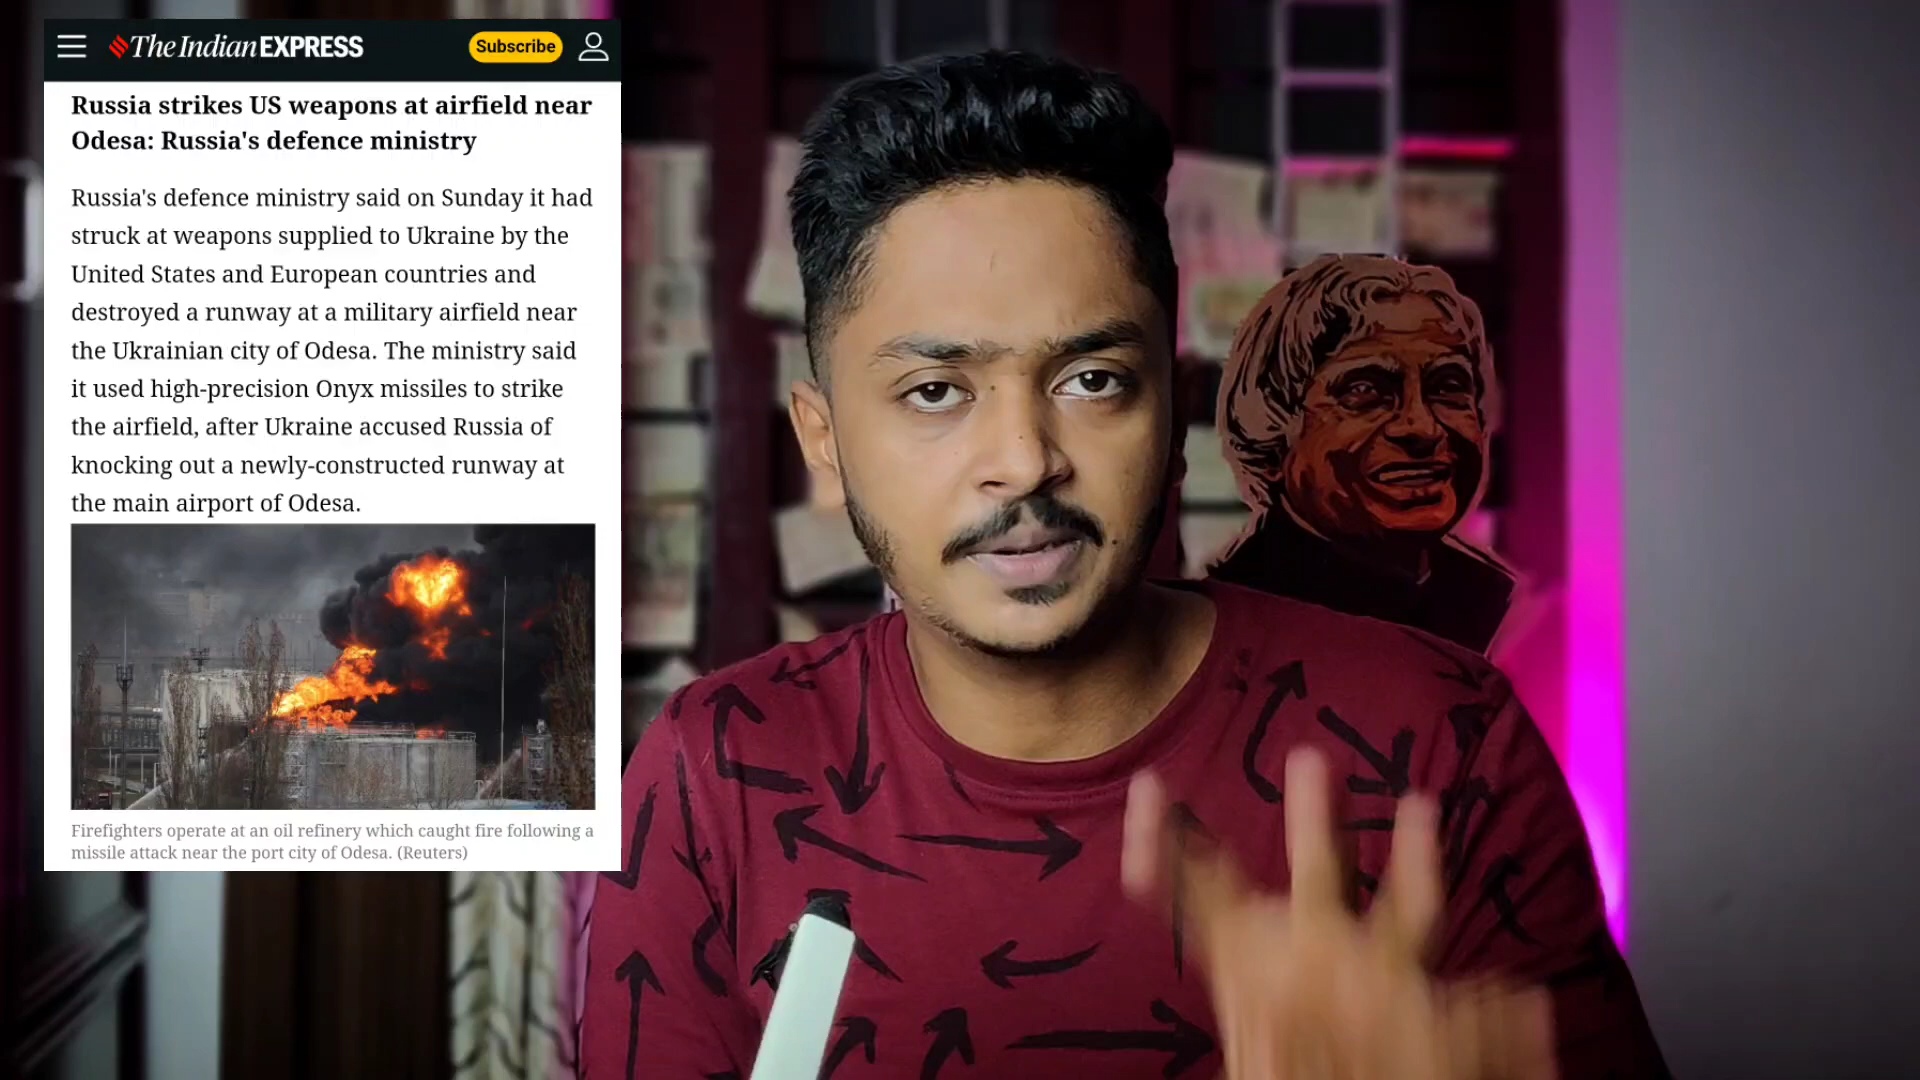 The Indian EXPRESS
Subscribe
Russia strikes US weapons at airfield near
Odesa: Russia's defence ministry
Russia's defence ministry said on Sunday it had
struck at weapons supplied to Ukraine by the
United States and European countries and
destroyed a runway at a military airfield near
the Ukrainian city of Odesa. The ministry said
it used high-precision Onyx missiles to strike
the airfield, after Ukraine accused Russia of
knocking out a newly-constructed runway at
the main airport of Odesa.
Firefighters operate at an oil refinery which caught fire following a
missile attack near the port city of Odesa. (Reuters)